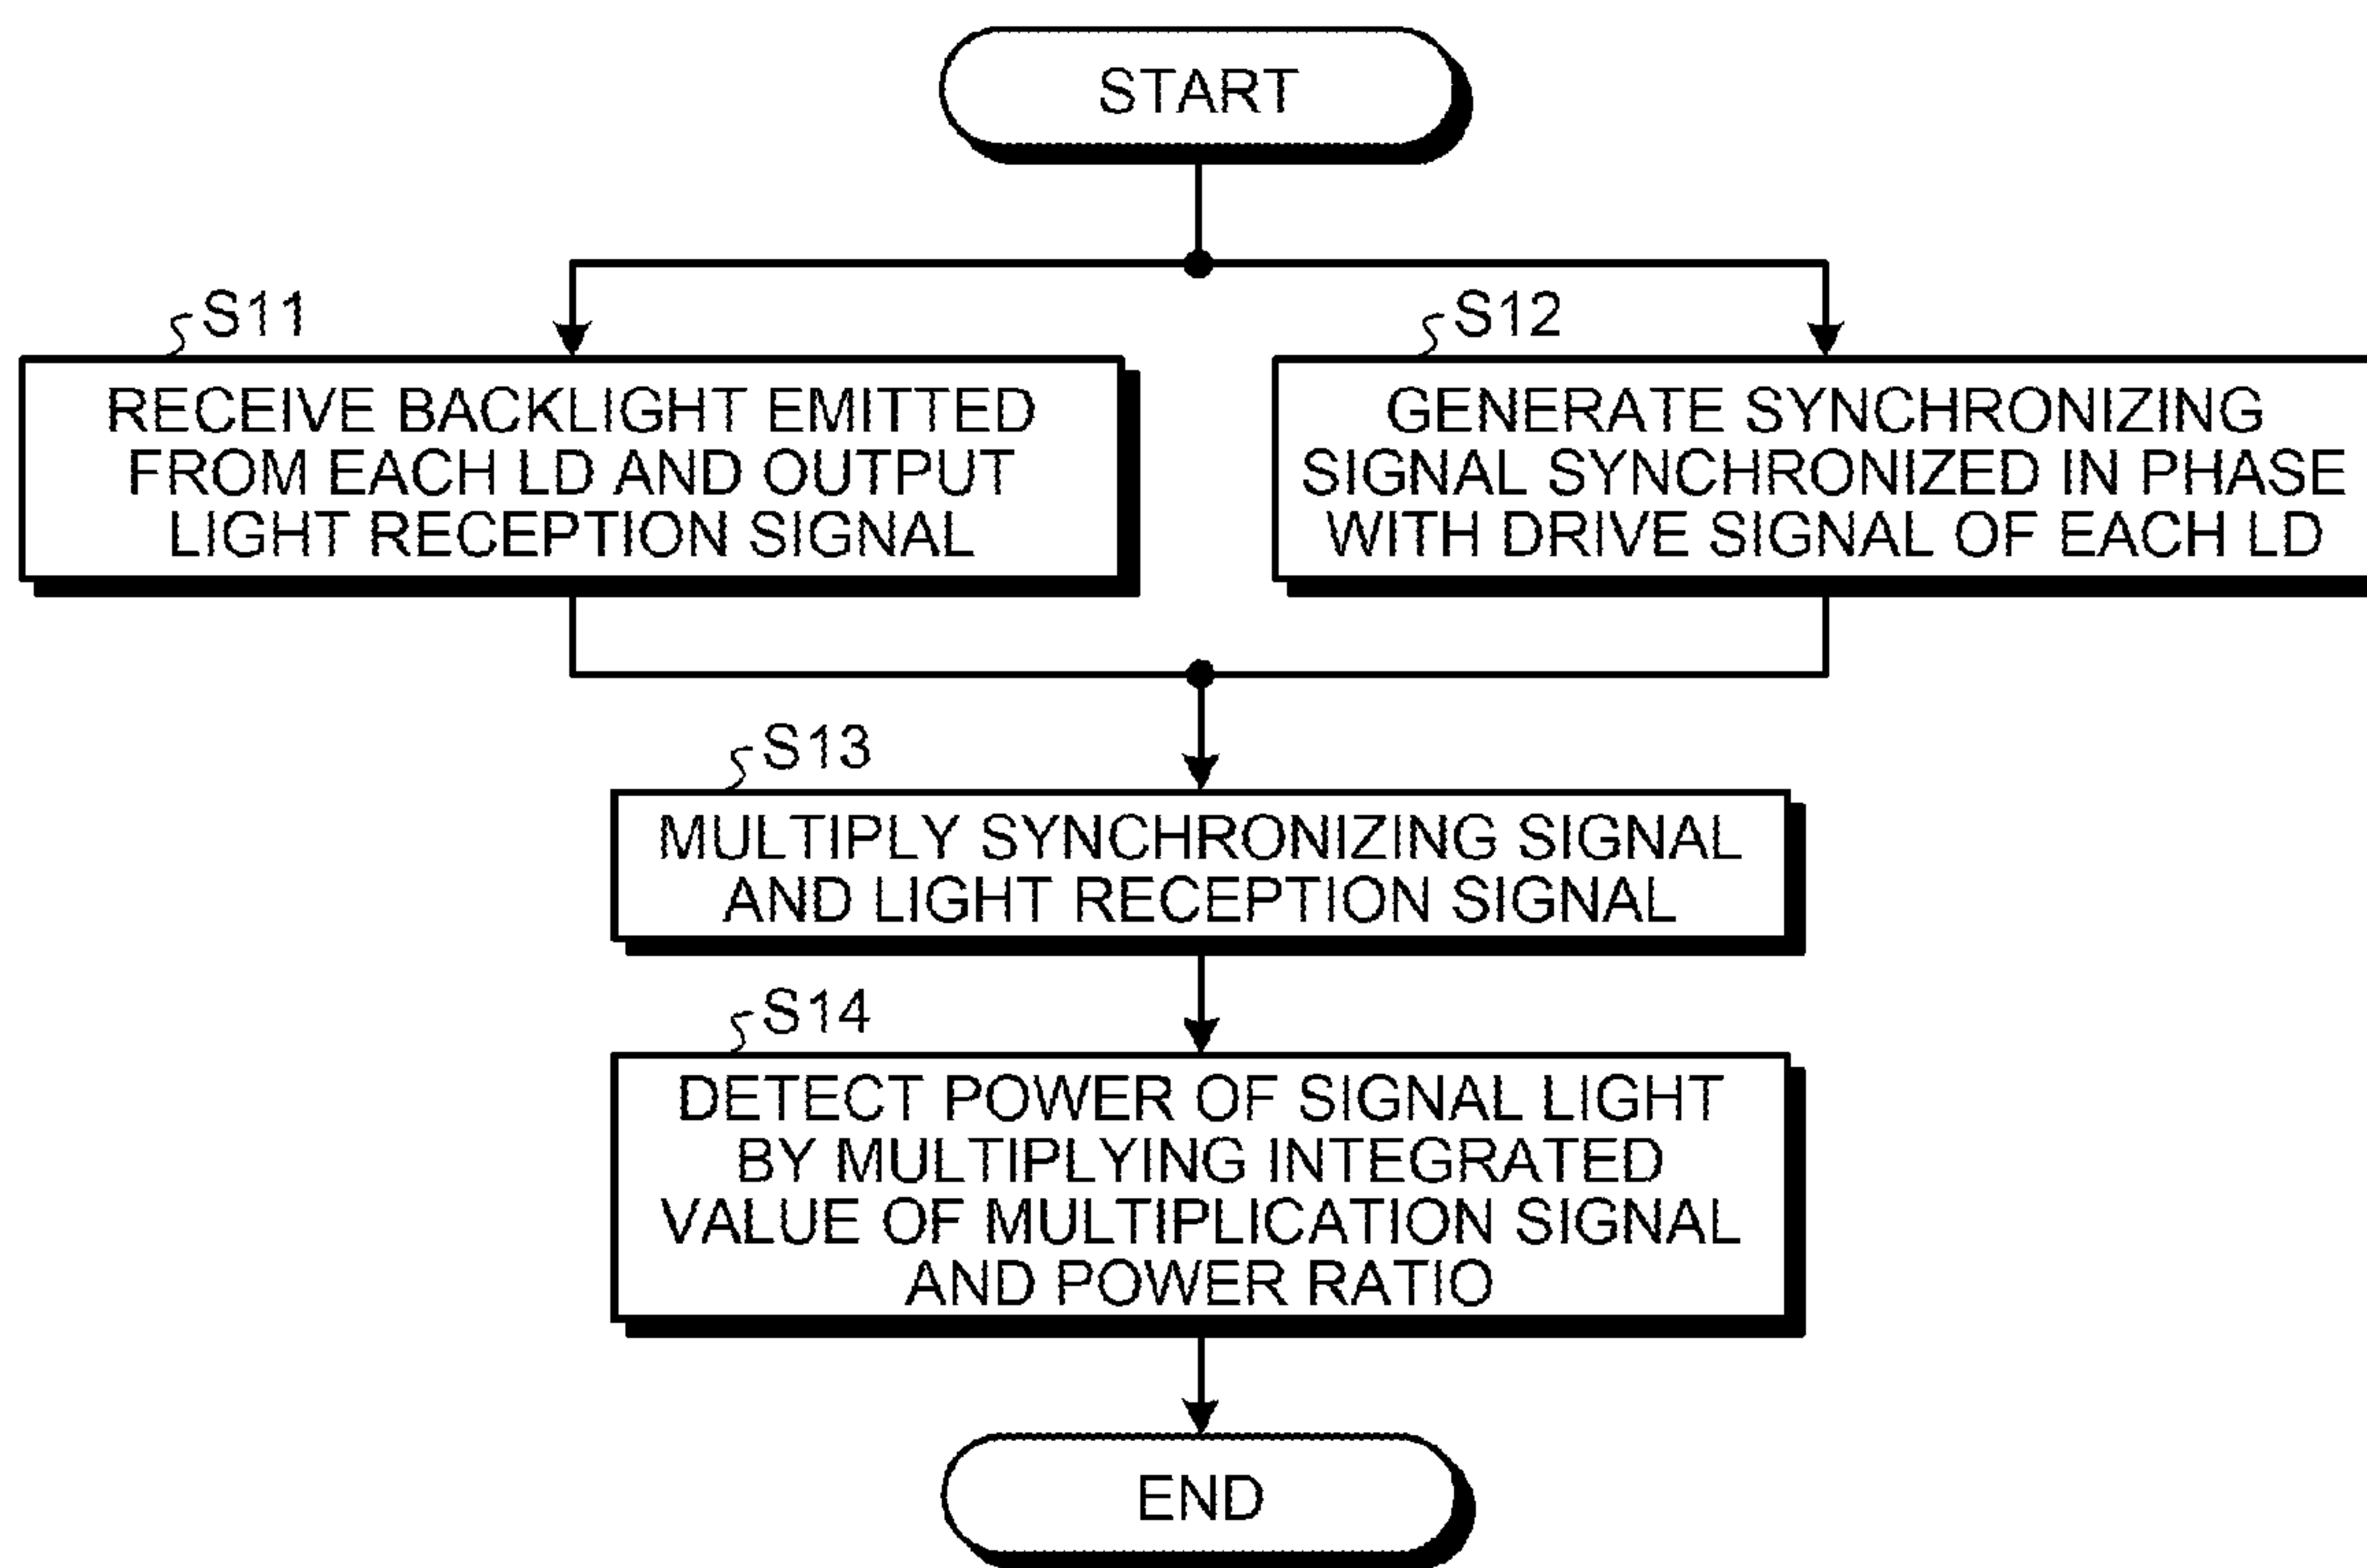 START
S11
RECEIVE BACKLIGHT EMITTED
FROM EACH LD AND OUTPUT
LIGHT RECEPTION SIGNAL
S12
GENERATE SYNCHRONIZING
SIGNAL SYNCHRONIZED IN PHASE
WITH DRIVE SIGNAL OF EACH LD
S13
MULTIPLY SYNCHRONIZING SIGNAL
AND LIGHT RECEPTION SIGNAL
S14
DETECT POWER OF SIGNAL LIGHT
BY MULTIPLYING INTEGRATED
VALUE OF MULTIPLICATION SIGNAL
AND POWER RATIO
END